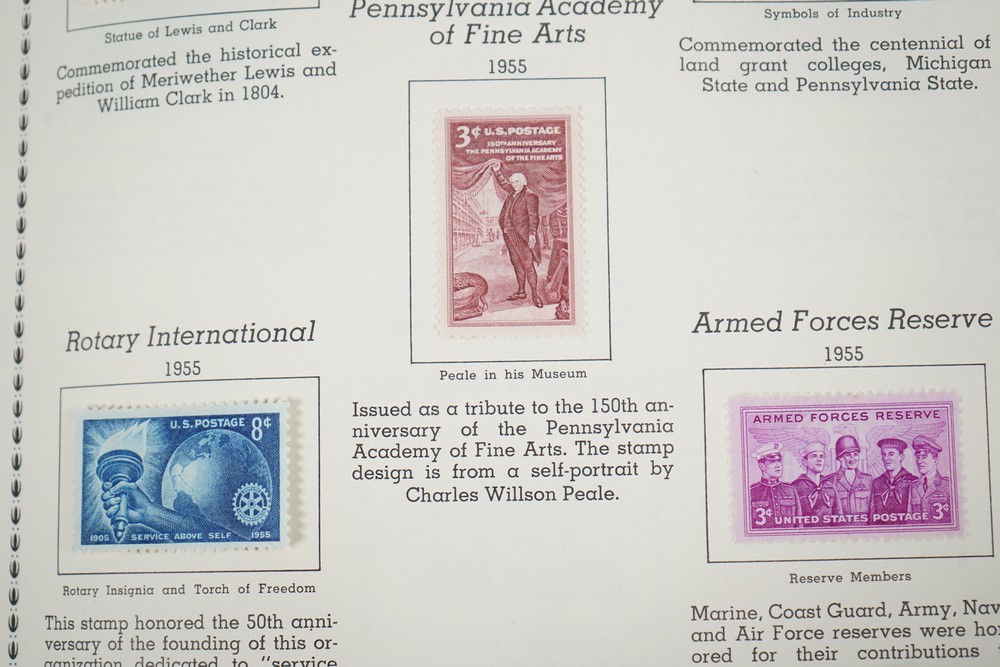 Statue of Lewis and Clark
Commemorated the historical ex-
pedition of Meriwether Lewis and
William Clark in 1804.
Pennsylvania Academy
of Fine Arts
1955
3¢ U.S. POSTAGE
150TH ANNIVERSARY
THE PENNSYLVANIA ACADEMY
OF THE FINE ARTS
Peale in his Museum
Issued as a tribute to the 150th an-
niversary of the Pennsylvania
Academy of Fine Arts. The stamp
design is from a self-portrait by
Charles Willson Peale.
Symbols of Industry
Commemorated the centennial of
land grant colleges, Michigan
State and Pennsylvania State.
Rotary International
1955
U.S. POSTAGE 8¢
1905 SERVICE ABOVE SELF 1955
Rotary Insignia and Torch of Freedom
This stamp honored the 50th anni-
versary of the founding of this or-
ganization dedicated to "service
Armed Forces Reserve
1955
ARMED FORCES RESERVE
3¢ UNITED STATES POSTAGE 3¢
Reserve Members
Marine, Coast Guard, Army, Nav
and Air Force reserves were ho
ored for their contributions